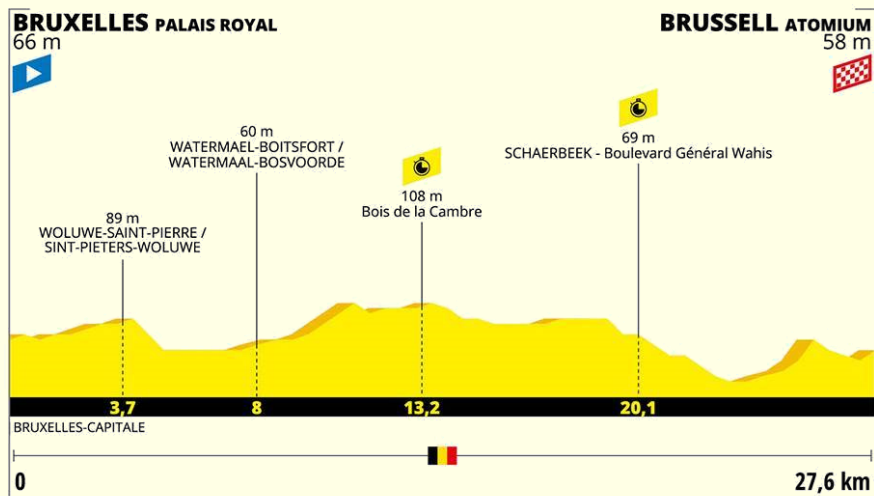 BRUXELLES PALAIS ROYAL
66 m
BRUSSELL ATOMIUM
58 m
60 m
WATERMAEL-BOITSFORT /
WATERMAAL-BOSVOORDE
69 m
SCHAERBEEK - Boulevard Général Wahis
108 m
Bois de la Cambre
89 m
WOLUWE-SAINT-PIERRE /
SINT-PIETERS-WOLUWE
3,7
8
13,2
20,1
BRUXELLES-CAPITALE
0
27,6 km